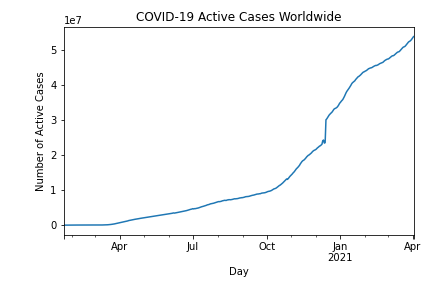 COVID-19 Active Cases Worldwide
1e7
5
4
3
2
1
0
Number of Active Cases
Apr Jul Oct Jan Apr
2021
Day